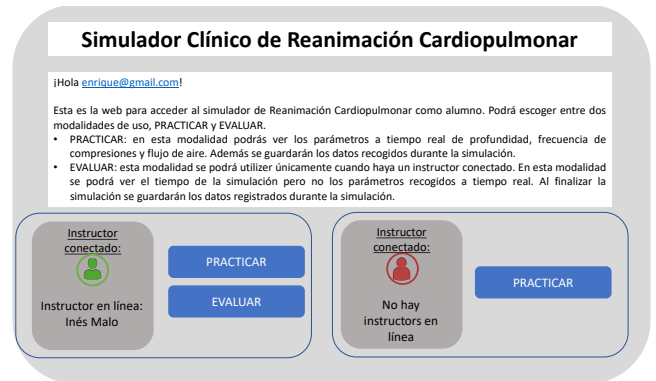 Simulador Clínico de Reanimación Cardiopulmonar
¡Hola enrique@gmail.com!
Esta es la web para acceder al simulador de Reanimación Cardiopulmonar como alumno. Podrá escoger entre dos
modalidades de uso, PRACTICAR y EVALUAR.
• PRACTICAR: en esta modalidad podrás ver los parámetros a tiempo real de profundidad, frecuencia de
compresiones y flujo de aire. Además se guardarán los datos recogidos durante la simulación.
• EVALUAR: esta modalidad se podrá utilizer únicamente cuando haya un instructor conectado. En esta modalidad
se podrá ver el tiempo de la simulación pero no los parámetros recogidos a tiempo real. Al finalizar la
simulación se guardarán los datos registrados durante la simulación.
Instructor
conectado:
Instructor en línea:
Inés Malo
PRACTICAR
EVALUAR
Instructor
conectado:
No hay
instructors en
línea
PRACTICAR